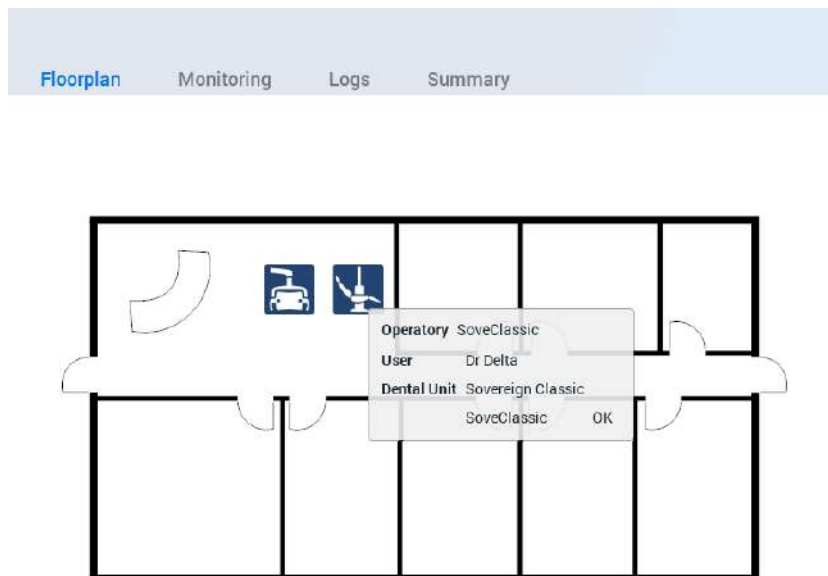 Floorplan Monitoring Logs Summary
Operatory SoveClassic
User Dr Delta
Dental Unit Sovereign Classic
SoveClassic OK